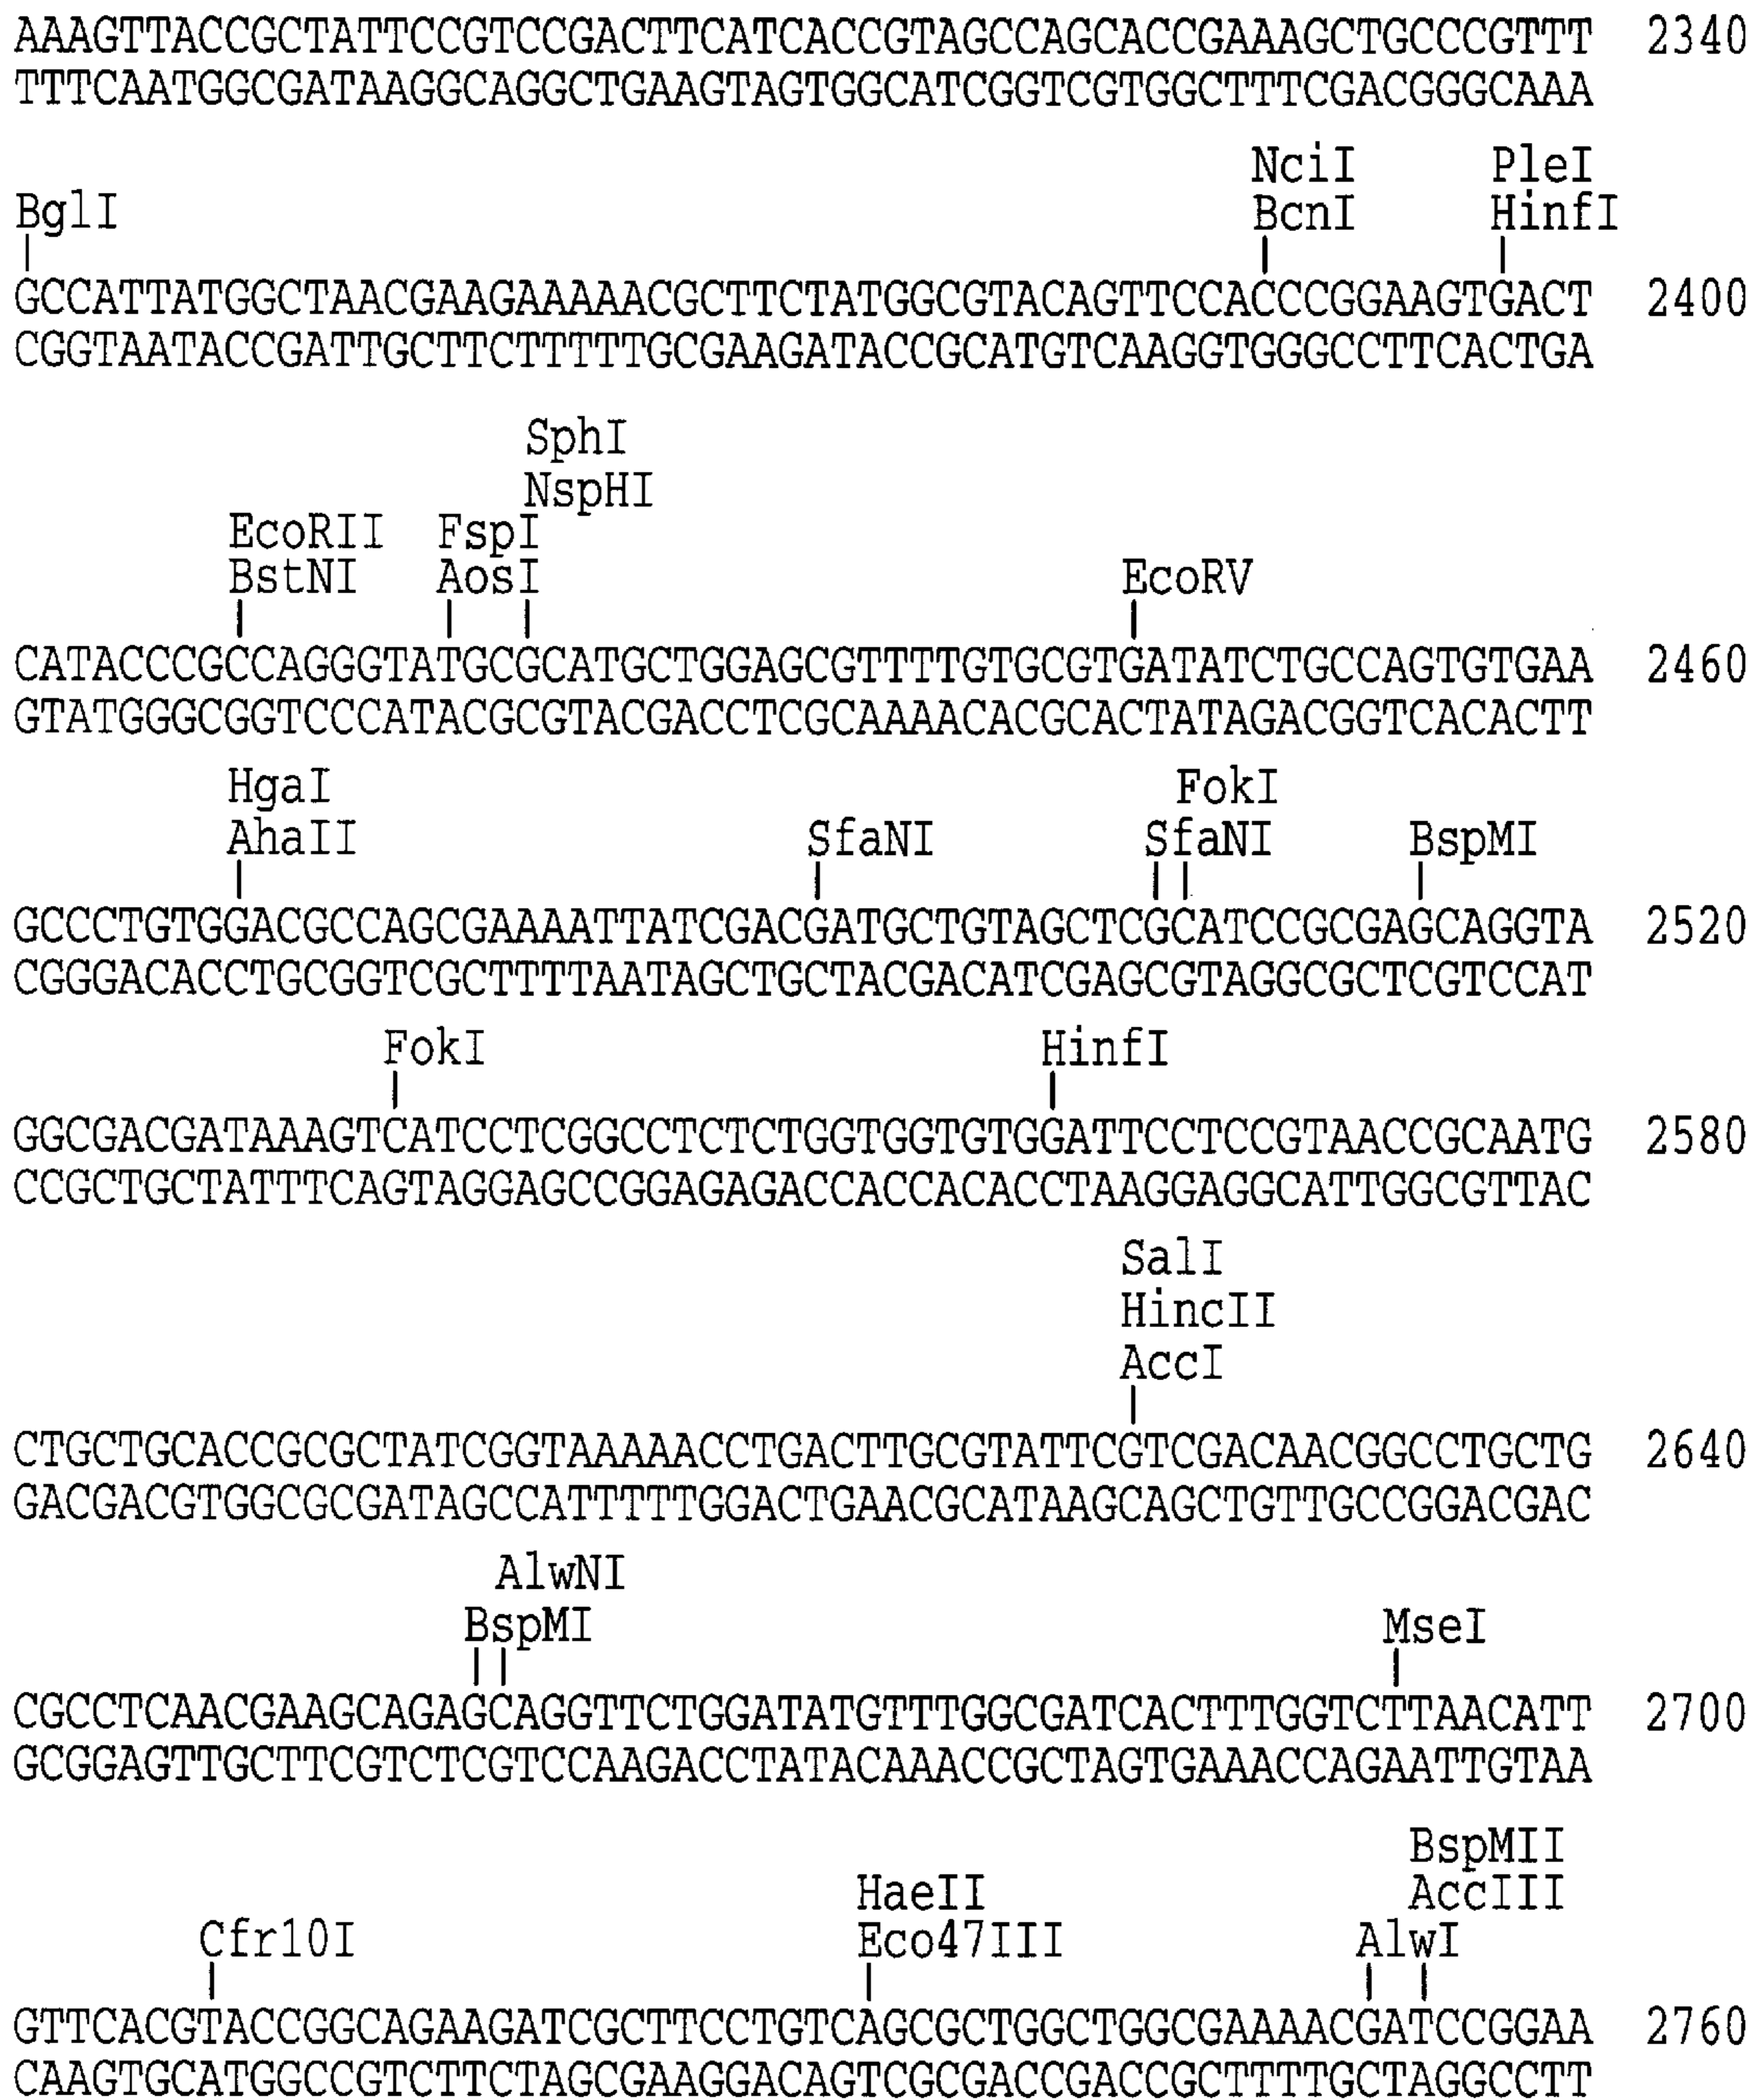 AAAGTTACCGCTATTCCGTCCGACTTCATCACCGTAGCCAGCACCGAAAGCTGCCCGTTT 2340
TTTCAATGGCGATAAGGCAGGCTGAAGTAGTGGCATCGGTCGTGGCTTTCGACGGGCAAA
NciI PleI
BglI BcnI HinfI
GCCATTATGGCTAACGAAGAAAAACGCTTCTATGGCGTACAGTTCCACCCGGAAGTGACT 2400
CGGTAATACCGATTGCTTCTTTTTGCGAAGATACCGCATGTCAAGGTGGGCCTTCACTGA
SphI
NspHI
EcoRII FspI
BstNI AosI EcoRV
CATACCCGCCAGGGTATGCGCATGCTGGAGCGTTTTGTGCGTGATATCTGCCAGTGTGAA 2460
GTATGGGCGGTCCCATACGCGTACGACCTCGCAAAACACGCACTATAGACGGTCACACTT
HgaI FokI
AhaII SfaNI SfaNI BspMI
GCCCTGTGGACGCCAGCGAAAATTATCGACGATGCTGTAGCTCGCATCCGCGAGCAGGTA 2520
CGGGACACCTGCGGTCGCTTTTAATAGCTGCTACGACATCGAGCGTAGGCGCTCGTCCAT
FokI HinfI
GGCGACGATAAAGTCATCCTCGGCCTCTCTGGTGGTGTGGATTCCTCCGTAACCGCAATG 2580
CCGCTGCTATTTCAGTAGGAGCCGGAGAGACCACCACACCTAAGGAGGCATTGGCGTTAC
SalI
HincII
AccI
CTGCTGCACCGCGCTATCGGTAAAAACCTGACTTGCGTATTCGTCGACAACGGCCTGCTG 2640
GACGACGTGGCGCGATAGCCATTTTTGGACTGAACGCATAAGCAGCTGTTGCCGGACGAC
AlwNI
BspMI MseI
CGCCTCAACGAAGCAGAGCAGGTTCTGGATATGTTTGGCGATCACTTTGGTCTTAACATT 2700
GCGGAGTTGCTTCGTCTCGTCCAAGACCTATACAAACCGCTAGTGAAACCAGAATTGTAA
BspMII
HaeII AccIII
Cfr10I Eco47III AlwI
GTTCACGTACCGGCAGAAGATCGCTTCCTGTCAGCGCTGGCTGGCGAAAACGATCCGGAA 2760
CAAGTGCATGGCCGTCTTCTAGCGAAGGACAGTCGCGACCGACCGCTTTTGCTAGGCCTT